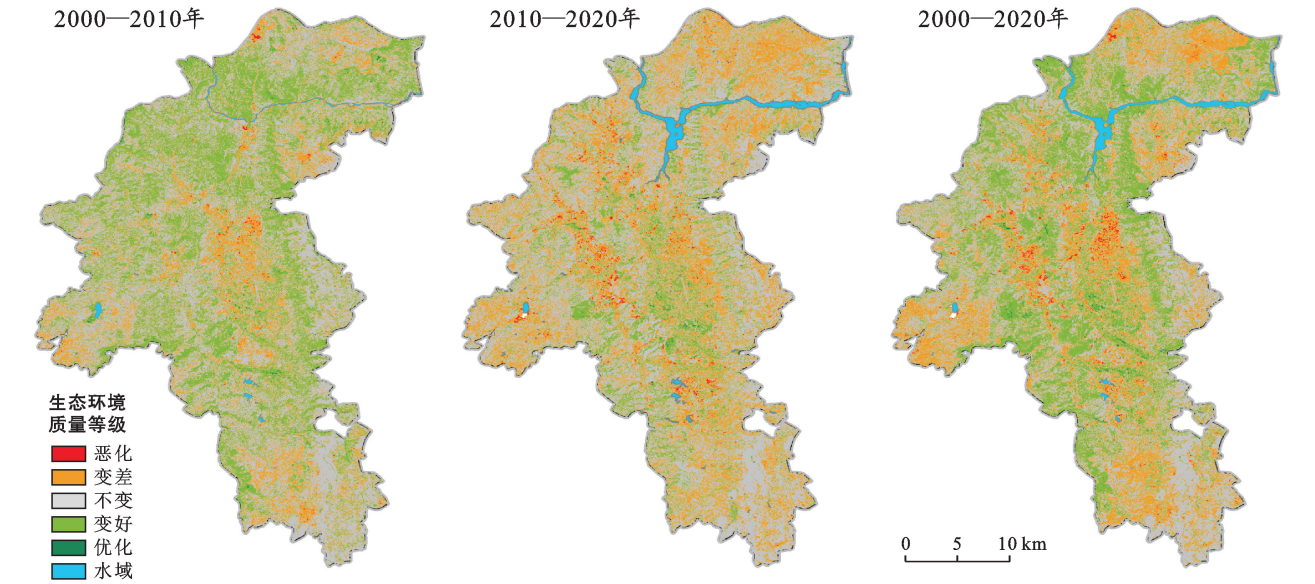 2000—2010年
2010—2020年
2000—2020年
生态环境
质量等级
恶化
变差
不变
变好
优化
水域
0 5 10 km